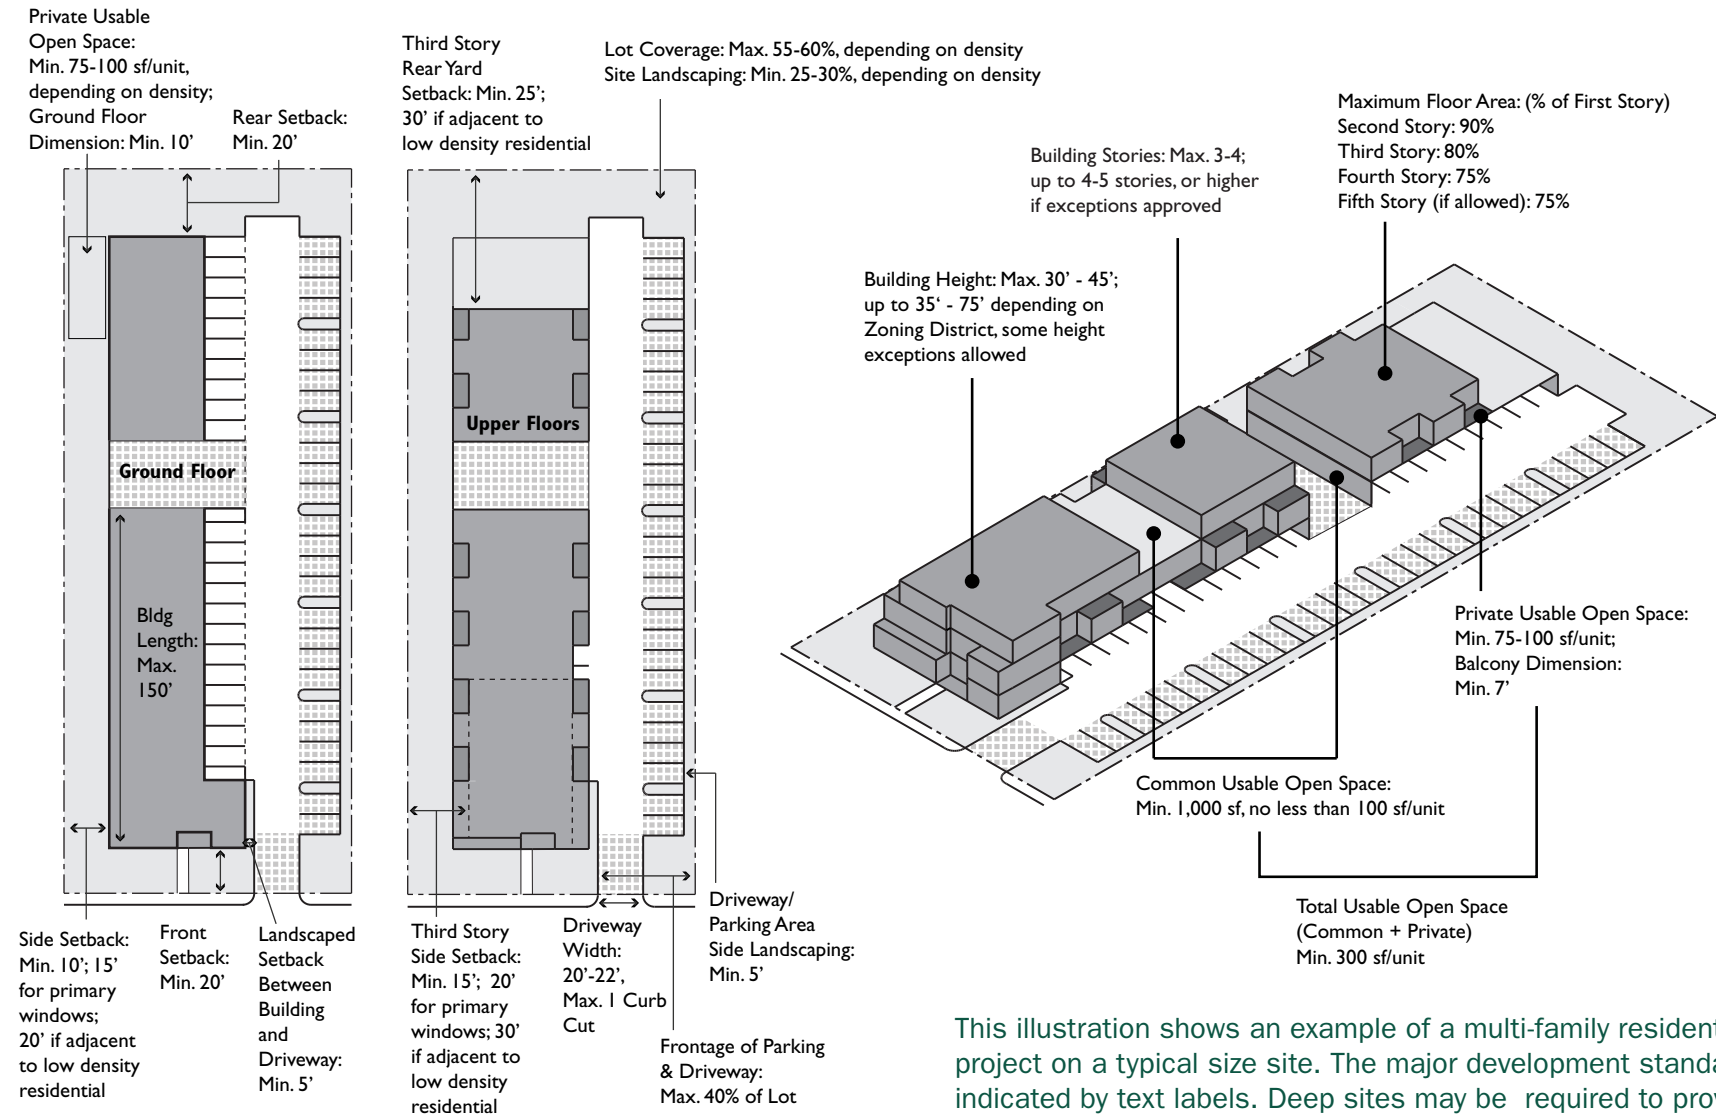 Private Usable
Open Space:
Min. 75-100 sf/unit,
depending on density;
Ground Floor
Dimension: Min. 10’
Rear Setback:
Min. 20’
Third Story
Rear Yard
Setback: Min. 25’;
30’ if adjacent to
low density residential
Lot Coverage: Max. 55-60%, depending on density
Site Landscaping: Min. 25-30%, depending on density
Building Stories: Max. 3-4;
up to 4-5 stories, or higher
if exceptions approved
Maximum Floor Area: (% of First Story)
Second Story: 90%
Third Story: 80%
Fourth Story: 75%
Fifth Story (if allowed): 75%
Building Height: Max. 30’ - 45’;
up to 35‘ - 75’ depending on
Zoning District, some height
exceptions allowed
Ground Floor
Upper Floors
Bldg
Length:
Max.
150’
Private Usable Open Space:
Min. 75-100 sf/unit;
Balcony Dimension:
Min. 7’
Common Usable Open Space:
Min. 1,000 sf, no less than 100 sf/unit
Total Usable Open Space
(Common + Private)
Min. 300 sf/unit
Side Setback:
Min. 10’; 15’
for primary
windows;
20’ if adjacent
to low density
residential
Front
Setback:
Min. 20’
Landscaped
Setback
Between
Building
and
Driveway:
Min. 5’
Third Story
Side Setback:
Min. 15’; 20’
for primary
windows; 30’
if adjacent to
low density
residential
Driveway
Width:
20’-22’,
Max. 1 Curb
Cut
Driveway/
Parking Area
Side Landscaping:
Min. 5’
Frontage of Parking
& Driveway:
Max. 40% of Lot
This illustration shows an example of a multi-family resident
project on a typical size site. The major development standa
indicated by text labels. Deep sites may be required to prov